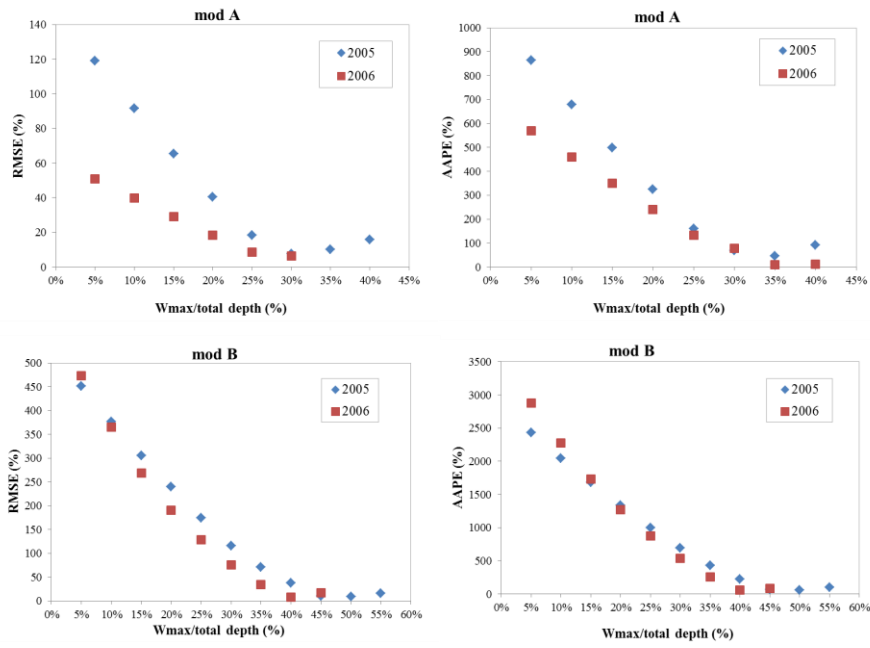 mod A
140
120
100
80
60
40
20
0
RMSE (%)
2005
2006
0% 5% 10% 15% 20% 25% 30% 35% 40% 45%
Wmax/total depth (%)
mod A
1000
900
800
700
600
500
400
300
200
100
0
AAPE (%)
2005
2006
0% 5% 10% 15% 20% 25% 30% 35% 40% 45%
Wmax/total depth (%)
mod B
500
450
400
350
300
250
200
150
100
50
0
RMSE (%)
2005
2006
0% 5% 10% 15% 20% 25% 30% 35% 40% 45% 50% 55% 60%
Wmax/total depth (%)
mod B
3500
3000
2500
2000
1500
1000
500
0
AAPE (%)
2005
2006
0% 5% 10% 15% 20% 25% 30% 35% 40% 45% 50% 55% 60%
Wmax/total depth (%)